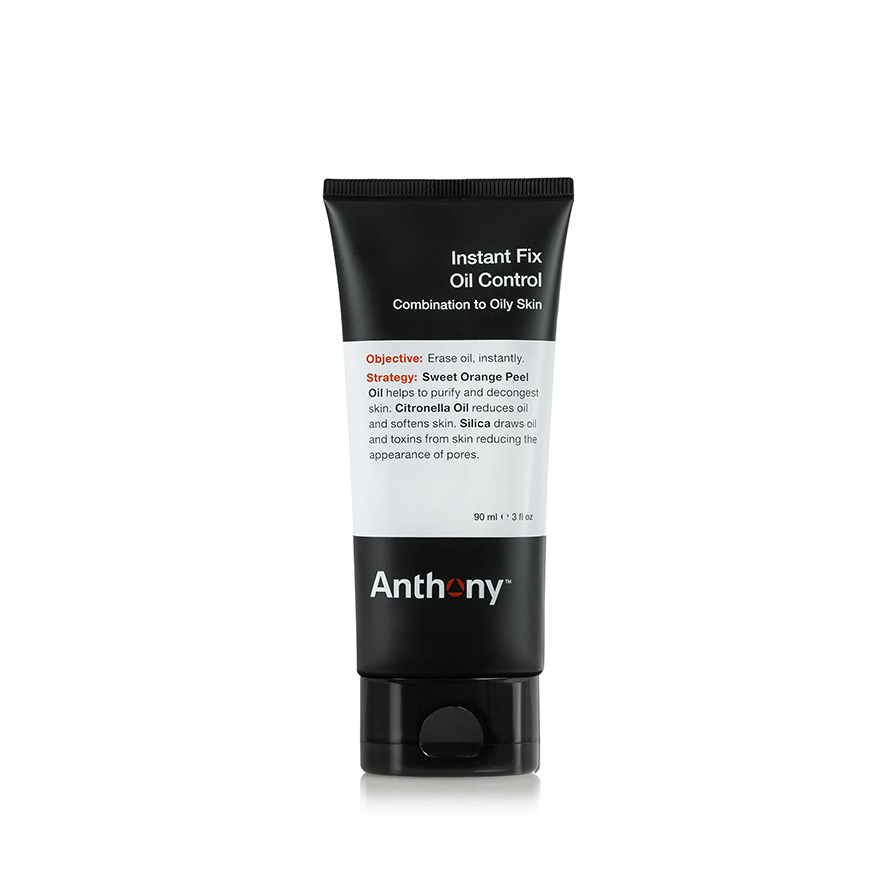 Instant Fix
Oil Control
Combination to Oily Skin
Objective: Erase oil, instantly.
Strategy: Sweet Orange Peel
Oil helps to purify and decongest
skin. Citronella Oil reduces oil
and softens skin. Silica draws oil
and toxins from skin reducing the
appearance of pores.
90 ml ℮ 3 fl oz
Anthony™